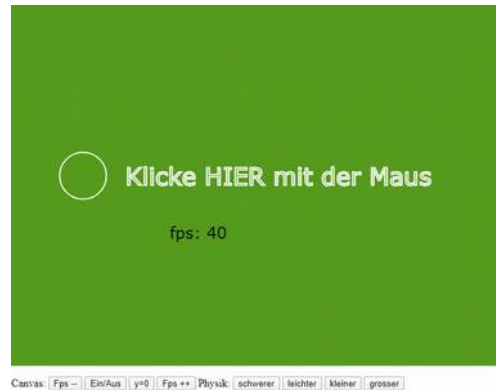 Klicke HIER mit der Maus
fps: 40
Canvas: Fps -- Ein/Aus y=0 Fps ++ Physik: schwerer leichter kleiner grosser